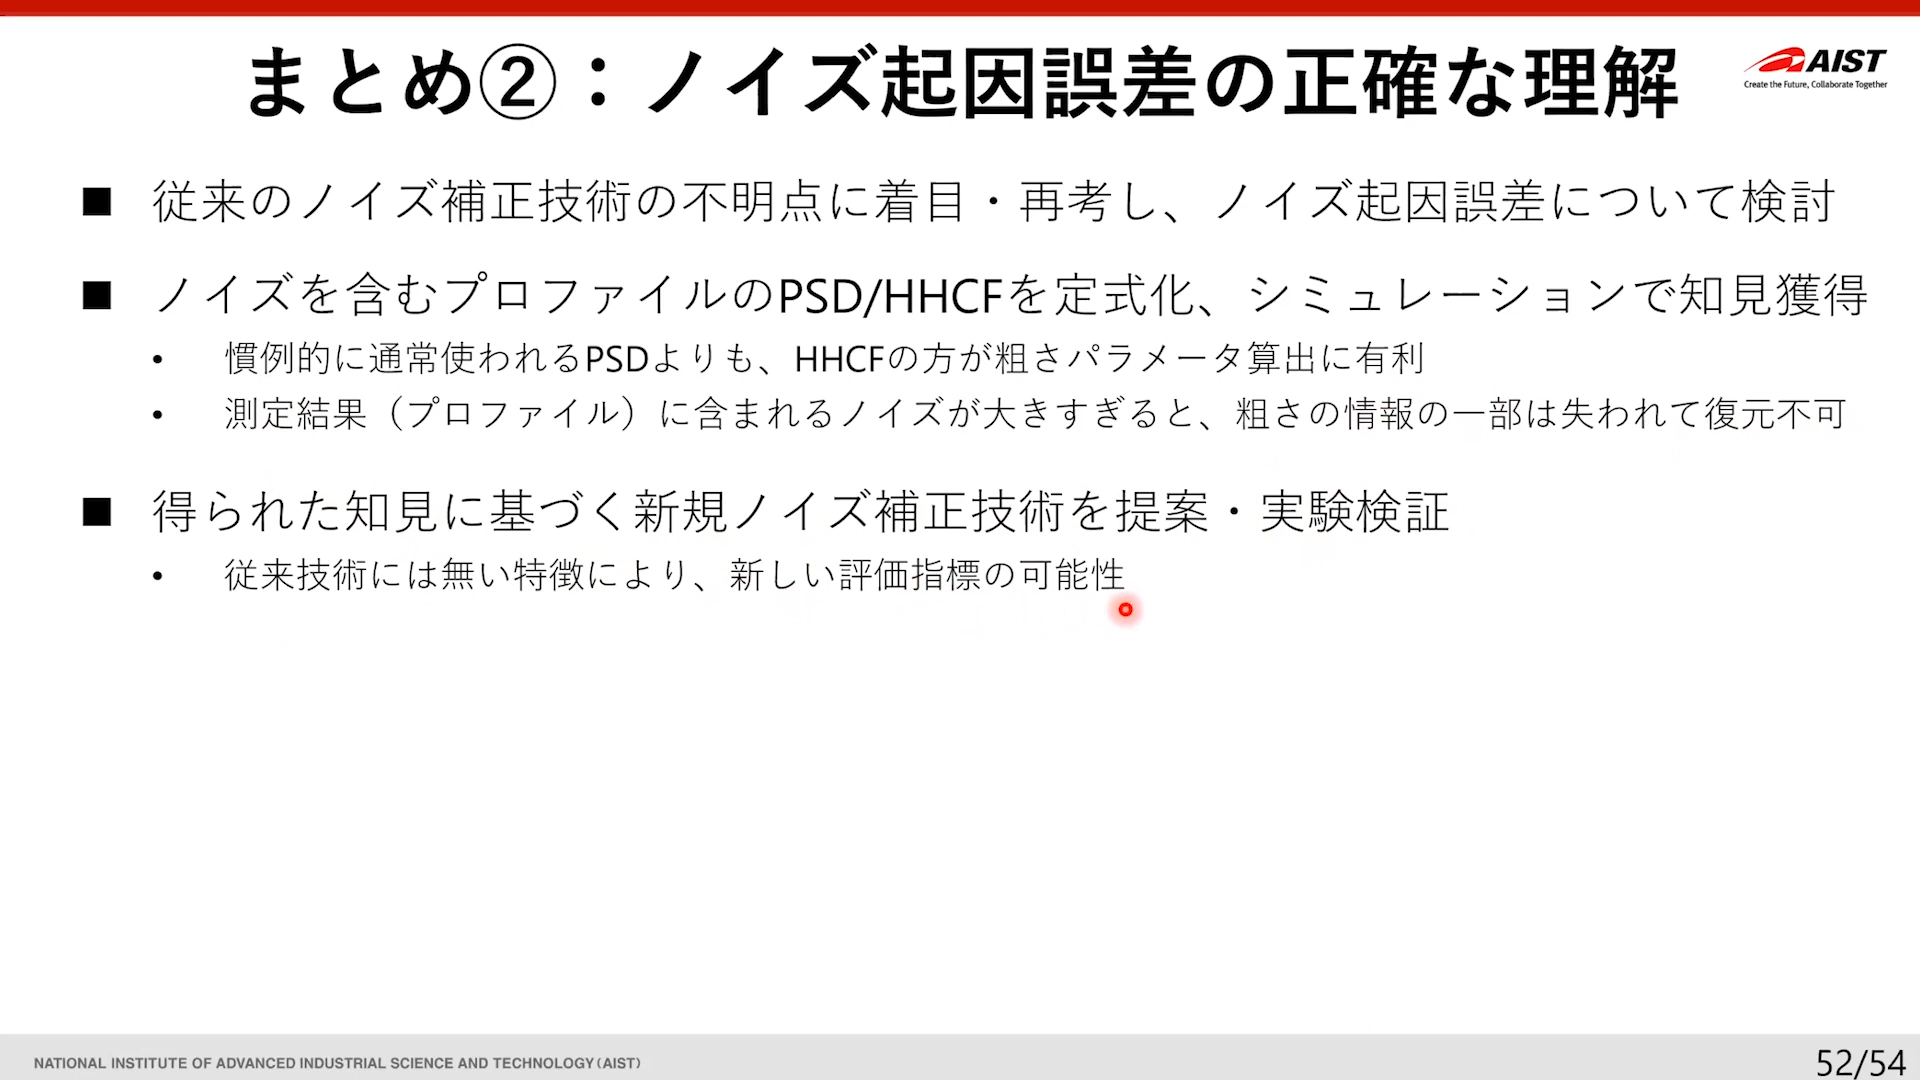 まとめ②：ノイズ起因誤差の正確な理解
AIST
Create the Future, Collaborate Together
■ 従来のノイズ補正技術の不明点に着目・再考し、ノイズ起因誤差について検討
■ ノイズを含むプロファイルのPSD/HHCFを定式化、シミュレーションで知見獲得
• 慣例的に通常使われるPSDよりも、HHCFの方が粗さパラメータ算出に有利
• 測定結果（プロファイル）に含まれるノイズが大きすぎると、粗さの情報の一部は失われて復元不可
■ 得られた知見に基づく新規ノイズ補正技術を提案・実験検証
• 従来技術には無い特徴により、新しい評価指標の可能性
NATIONAL INSTITUTE OF ADVANCED INDUSTRIAL SCIENCE AND TECHNOLOGY (AIST)
52/54